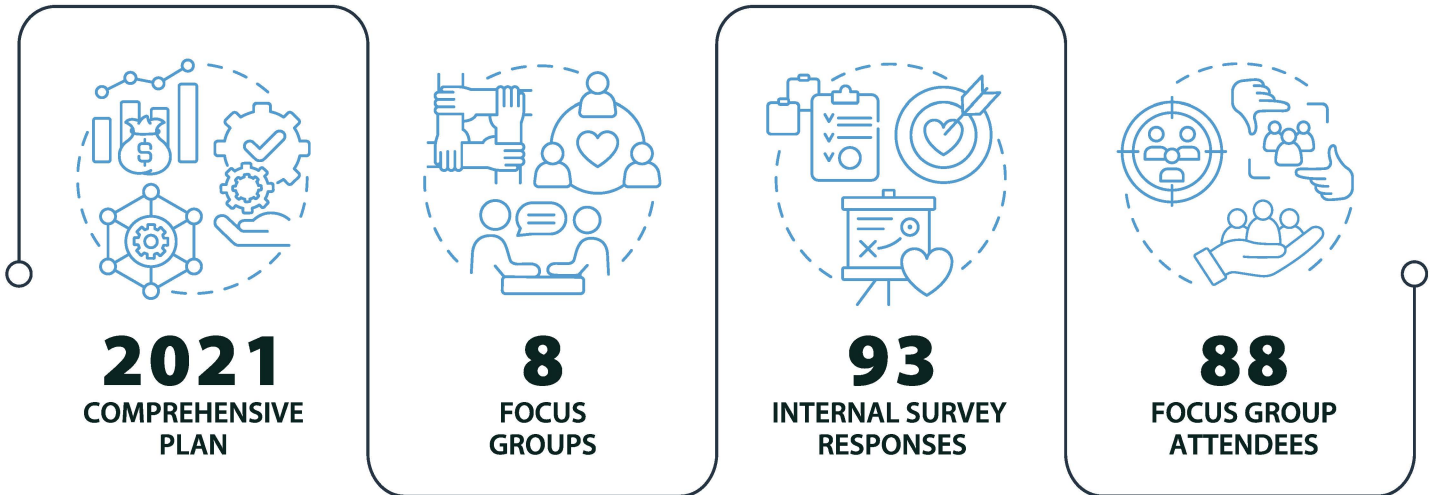 2021
COMPREHENSIVE
PLAN
8
FOCUS
GROUPS
93
INTERNAL SURVEY
RESPONSES
88
FOCUS GROUP
ATTENDEES